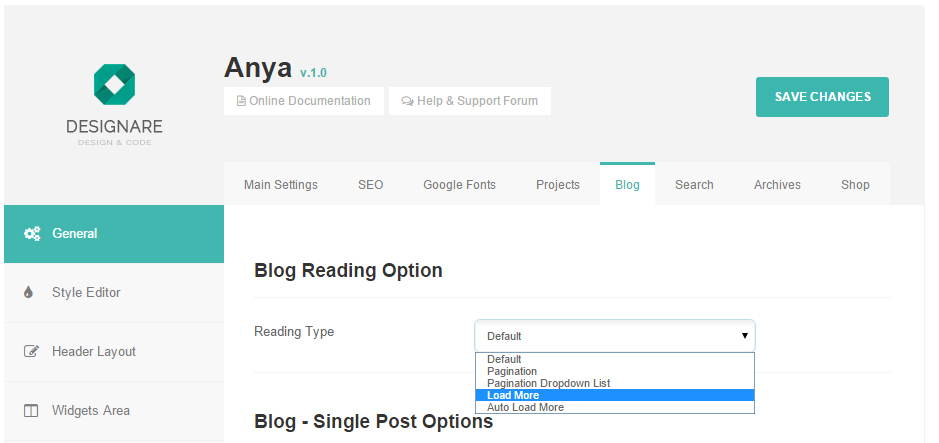 Anya v.1.0
Online Documentation Help & Support Forum
SAVE CHANGES
DESIGNARE
DESIGN & CODE
Main Settings SEO Google Fonts Projects Blog Search Archives Shop
General
Style Editor
Header Layout
Widgets Area
Blog Reading Option
Reading Type Default
Default
Pagination
Pagination Dropdown List
Load More
Auto Load More
Blog - Single Post Options